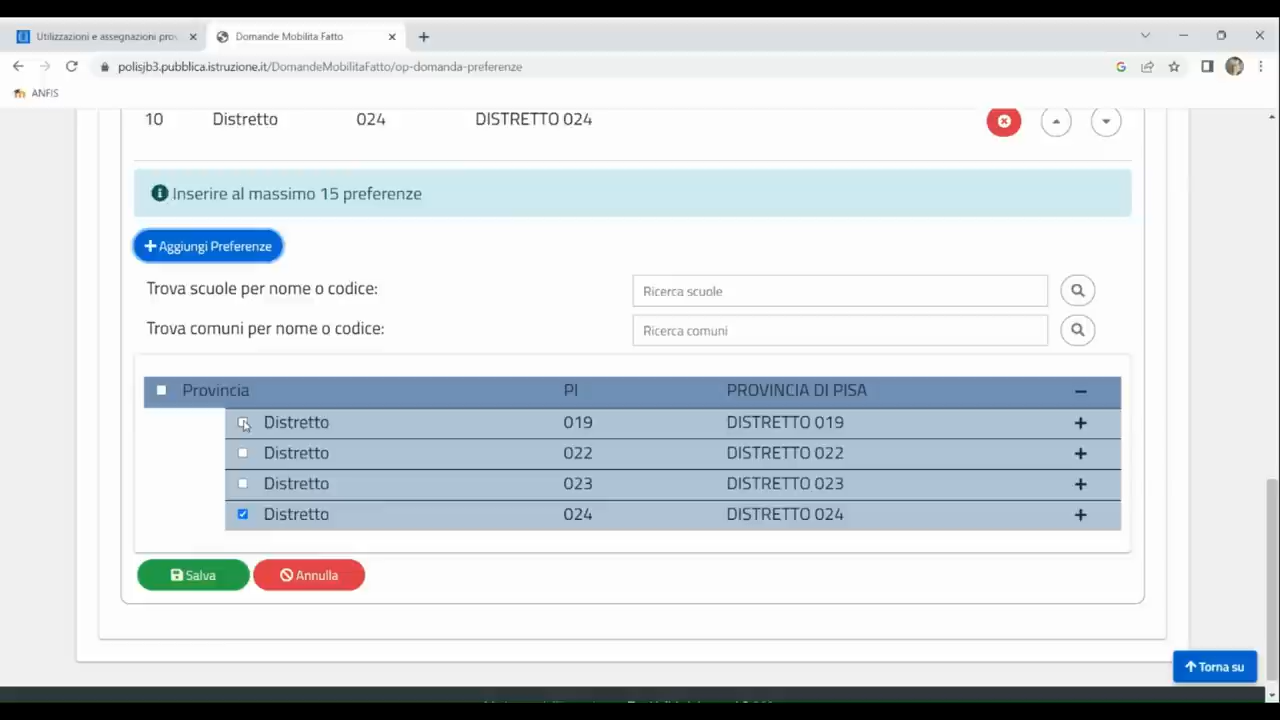 Utilizzazioni e assegnazioni prov
Domande Mobilita Fatto
polisjb3.pubblica.istruzione.it/DomandeMobilitaFatto/op-domanda-preferenze
ANFIS
10 Distretto 024 DISTRETTO 024
Inserire al massimo 15 preferenze
Aggiungi Preferenze
Trova scuole per nome o codice: Ricerca scuole
Trova comuni per nome o codice: Ricerca comuni
Provincia PI PROVINCIA DI PISA
Distretto 019 DISTRETTO 019
Distretto 022 DISTRETTO 022
Distretto 023 DISTRETTO 023
Distretto 024 DISTRETTO 024
Salva Annulla
Torna su